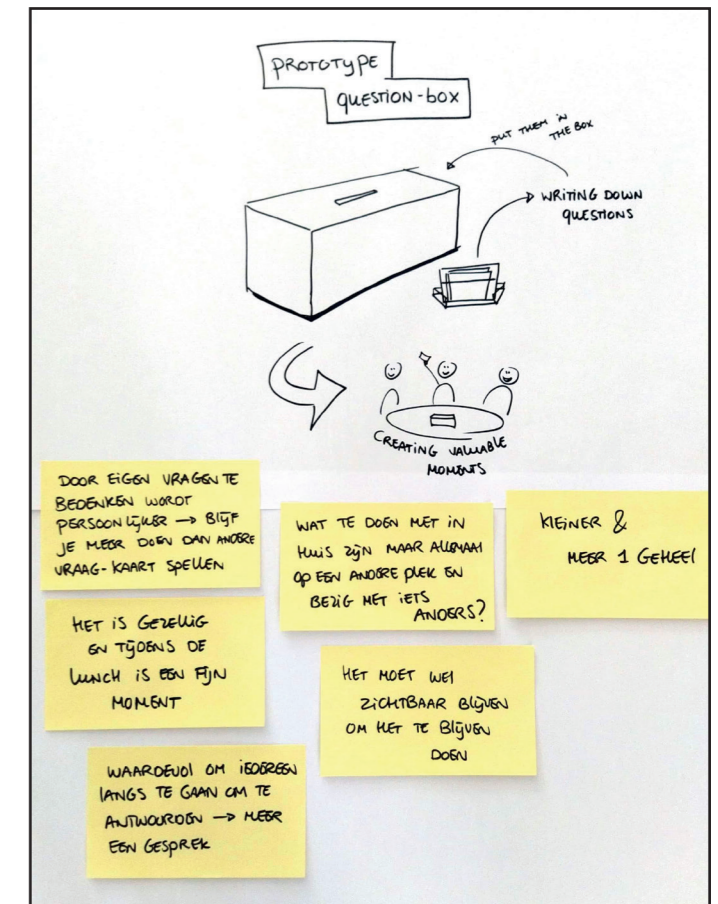 PROTOTYPE
QUESTION-BOX
PUT THEM IN
THE BOX
WRITING DOWN
QUESTIONS
CREATING VALUABLE
MOMENTS
DOOR EIGEN VRAGEN TE
BEDENKEN WORDT
PERSOONLIJKER → BLIJF
JE MEER DOEN DAN ANDERE
VRAAG-KAART SPELLEN
WAT TE DOEN MET IN
HUIS ZIJN MAAR ALLEMAAL
OP EEN ANDERE PLEK EN
BEZIG MET IETS
ANDERS?
KLEINER &
MEER 1 GEHEEL
HET IS GEZELLIG
EN TIJDENS DE
LUNCH IS EEN FIJN
MOMENT
HET MOET WEL
ZICHTBAAR BLIJVEN
OM HET TE BLIJVEN
DOEN
WAARDEVOL OM IEDEREEN
LANGS TE GAAN OM TE
ANTWOORDEN → MEER
EEN GESPREK